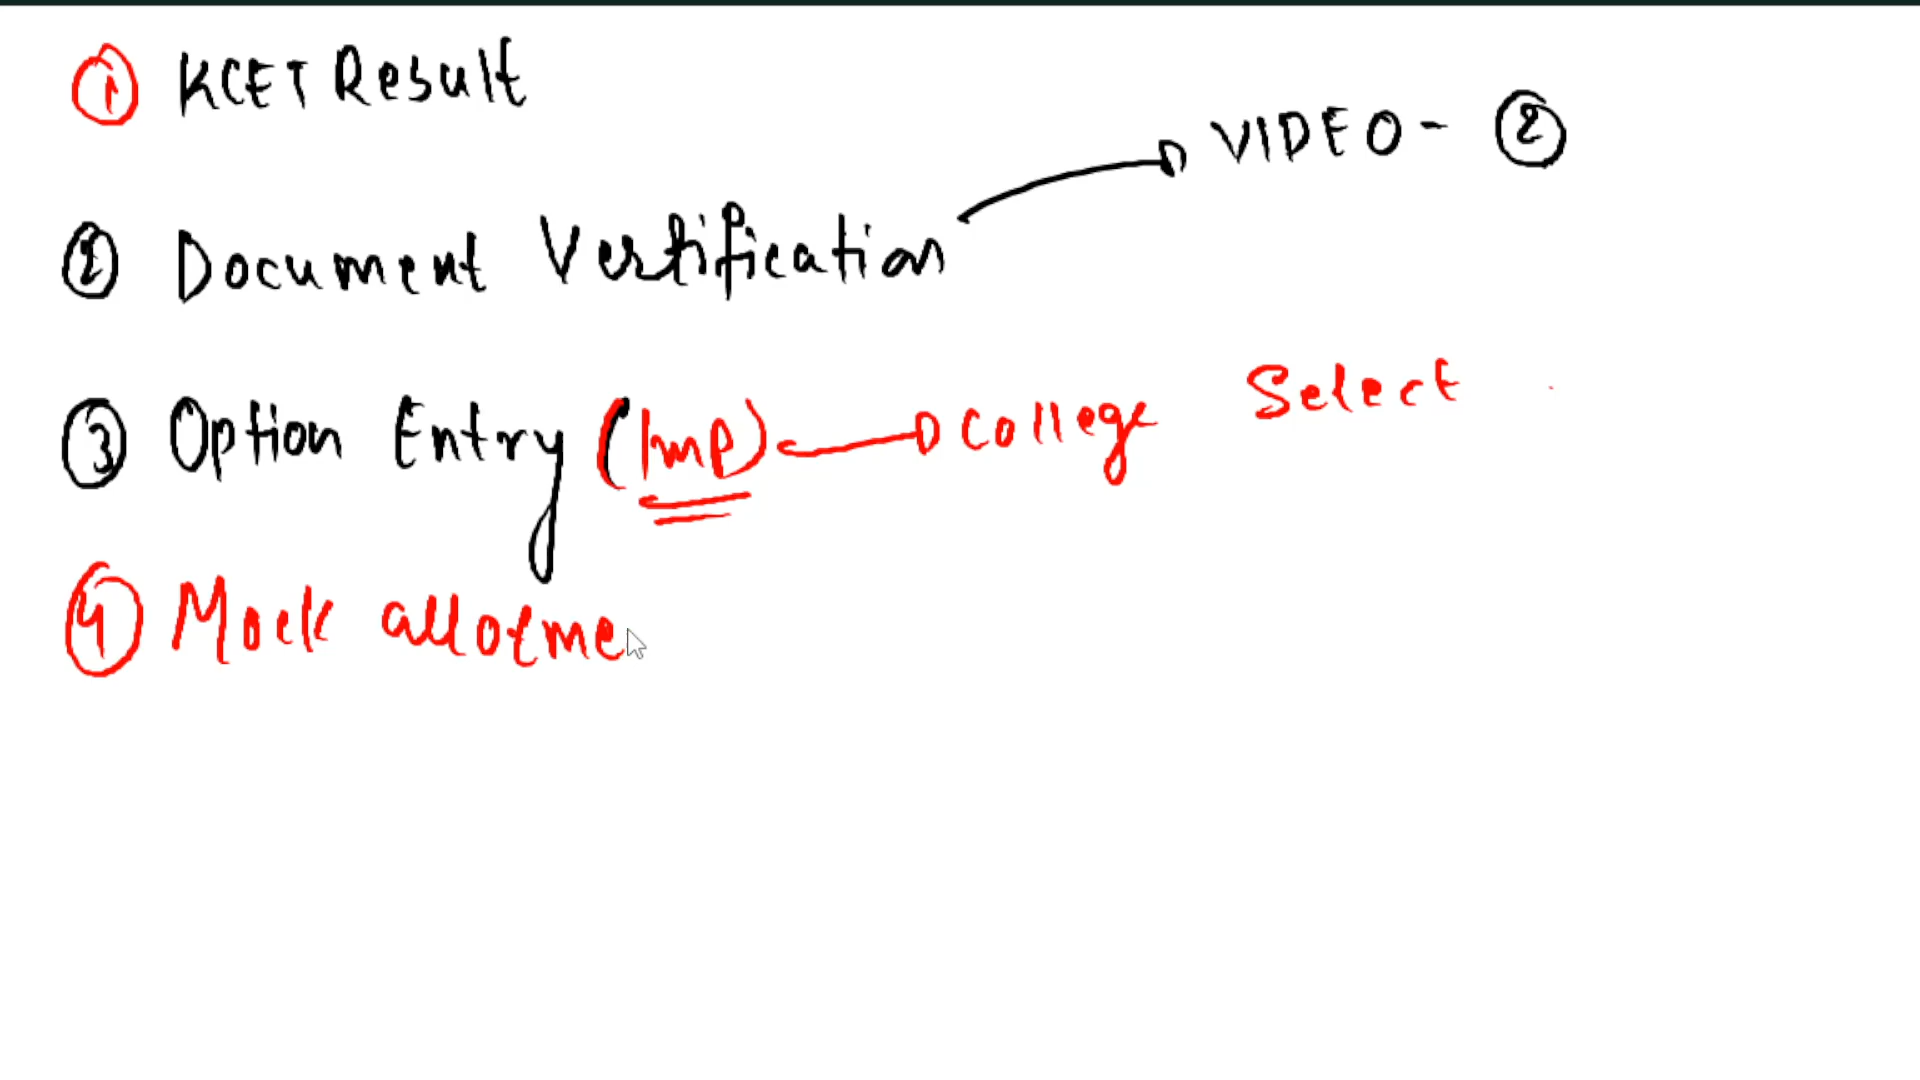 ① KCET Result
VIDEO - ②
② Document Vertification
③ Option Entry (Imp) College Select
④ Mock allotme